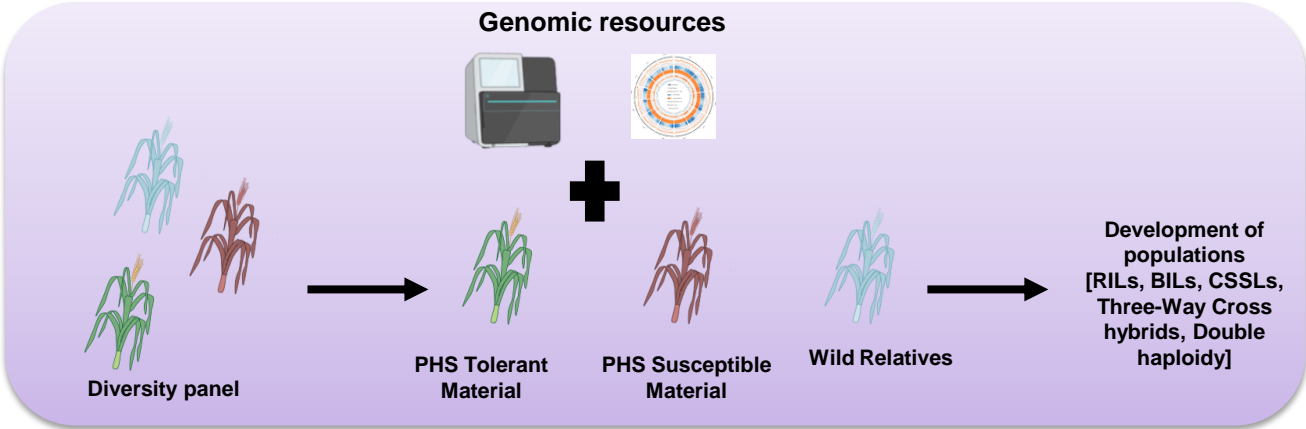 Genomic resources
Diversity panel
PHS Tolerant
Material
PHS Susceptible
Material
Wild Relatives
Development of
populations
[RILs, BILs, CSSLs,
Three-Way Cross
hybrids, Double
haploidy]